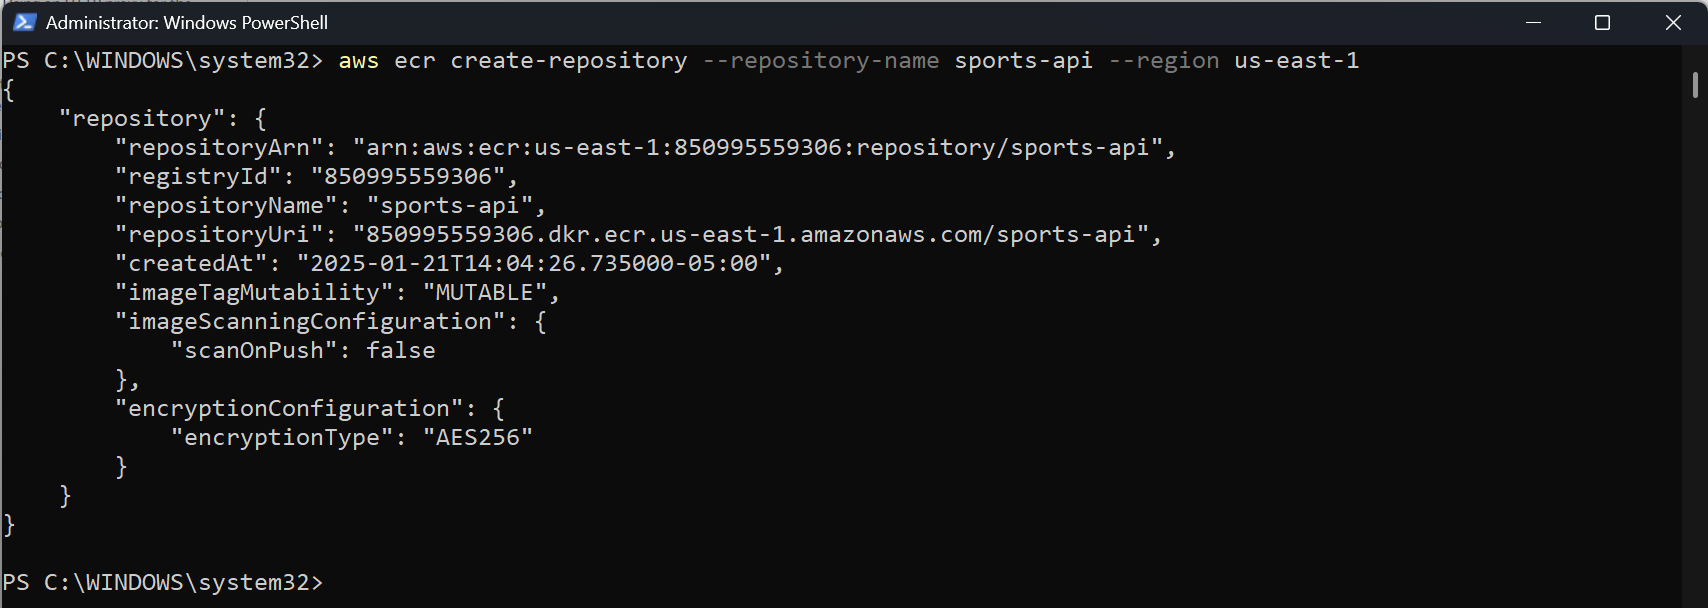 Administrator: Windows PowerShell
PS C:\WINDOWS\system32> aws ecr create-repository --repository-name sports-api --region us-east-1
{
    "repository": {
        "repositoryArn": "arn:aws:ecr:us-east-1:850995559306:repository/sports-api",
        "registryId": "850995559306",
        "repositoryName": "sports-api",
        "repositoryUri": "850995559306.dkr.ecr.us-east-1.amazonaws.com/sports-api",
        "createdAt": "2025-01-21T14:04:26.735000-05:00",
        "imageTagMutability": "MUTABLE",
        "imageScanningConfiguration": {
            "scanOnPush": false
        },
        "encryptionConfiguration": {
            "encryptionType": "AES256"
        }
    }
}
PS C:\WINDOWS\system32>